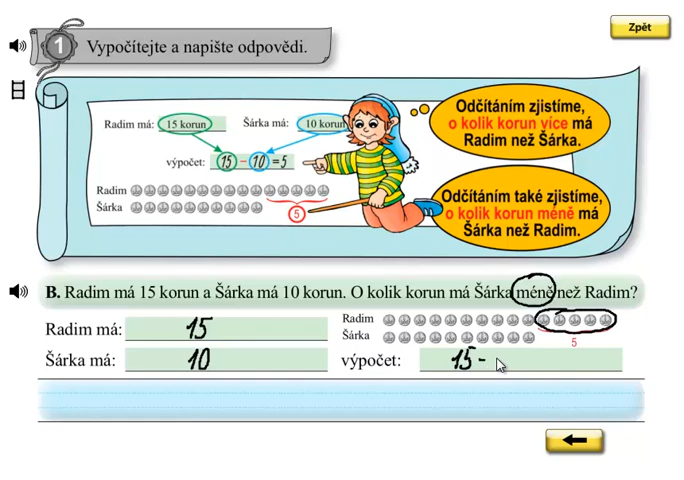 Zpět
1 Vypočítejte a napište odpovědi.
Radim má: 15 korun Šárka má: 10 korun
výpočet: 15 - 10 = 5
Radim
Šárka
5
Odčítáním zjistíme,
o kolik korun více má
Radim než Šárka.
Odčítáním také zjistíme,
o kolik korun méně má
Šárka než Radim.
B. Radim má 15 korun a Šárka má 10 korun. O kolik korun má Šárka méně než Radim?
Radim má: 15
Radim
Šárka
5
Šárka má: 10
výpočet: 15 -